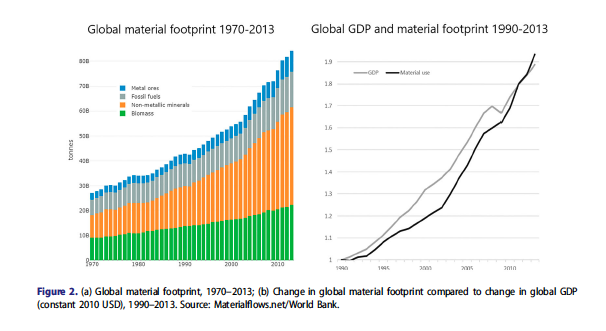 Global material footprint 1970-2013
Global GDP and material footprint 1990-2013
80B
70B
60B
50B
40B
30B
20B
10B
0
tonnes
Metal ores
Fossil fuels
Non-metallic minerals
Biomass
1970
1980
1990
2000
2010
1.9
1.8
1.7
1.6
1.5
1.4
1.3
1.2
1.1
1
GDP
Material use
1990
1995
2000
2005
2010
Figure 2. (a) Global material footprint, 1970–2013; (b) Change in global material footprint compared to change in global GDP
(constant 2010 USD), 1990–2013. Source: Materialflows.net/World Bank.